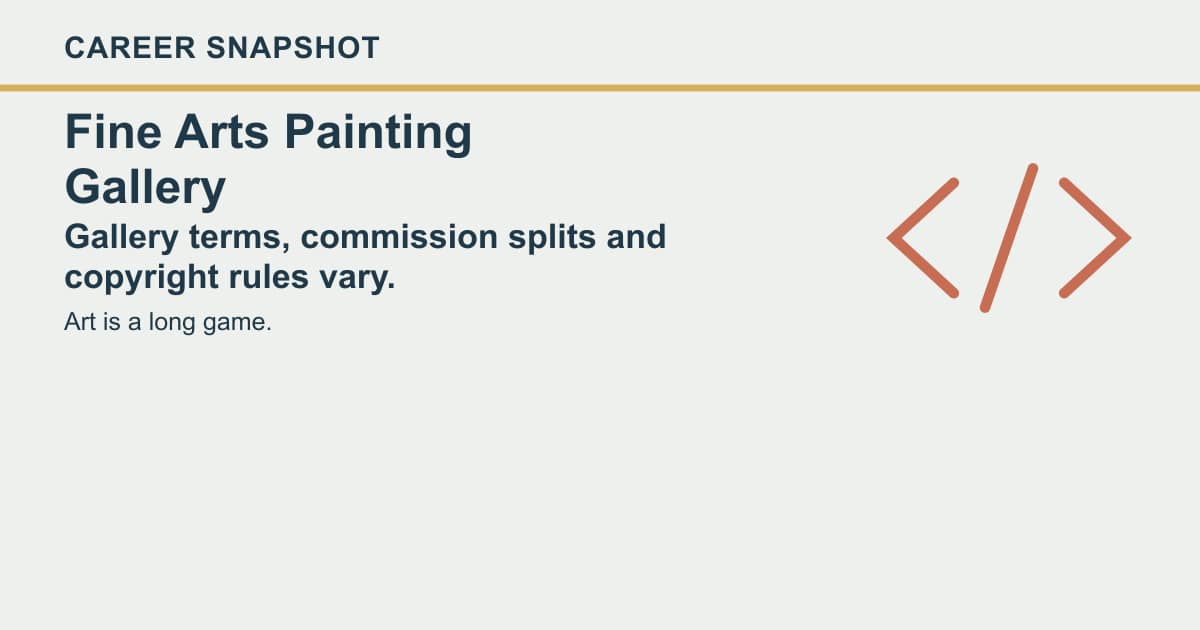 CAREER SNAPSHOT
Fine Arts Painting
Gallery
Gallery terms, commission splits and
copyright rules vary.
Art is a long game.